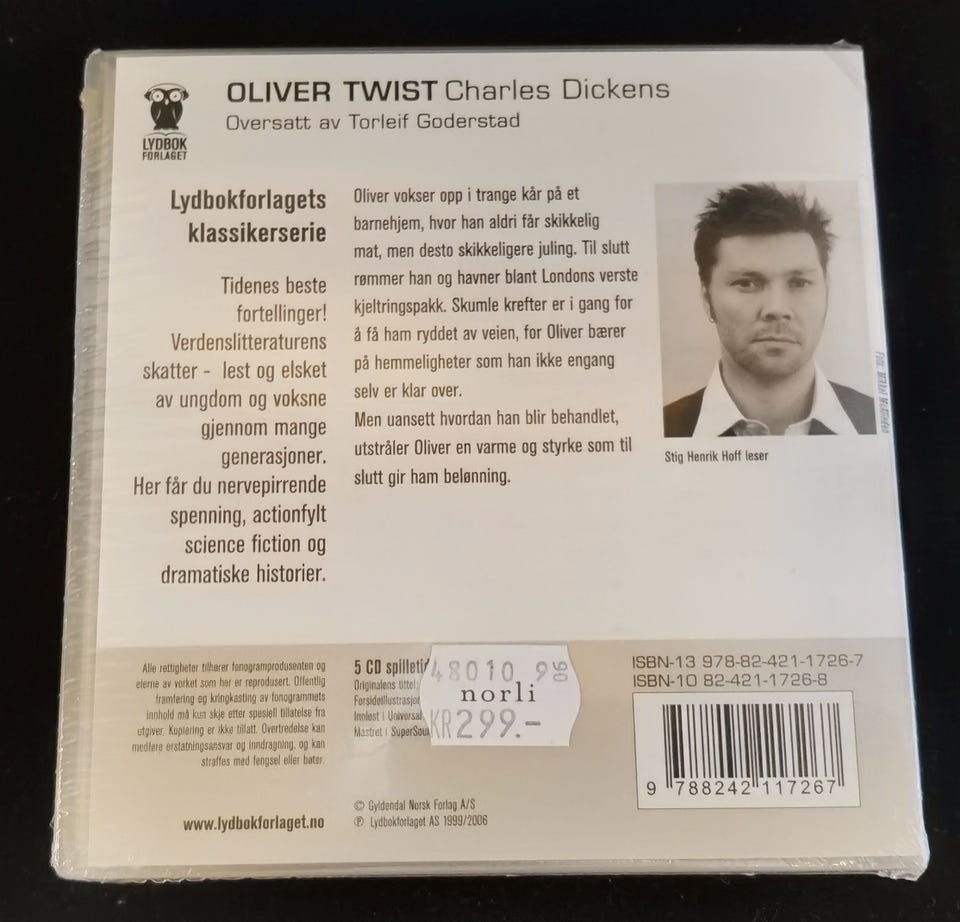 OLIVER TWIST Charles Dickens
Oversatt av Torleif Goderstad
LYDBOK
FORLAGET
Lydbokforlagets
klassikerserie
Tidenes beste
fortellinger!
Verdenslitteraturens
skatter - lest og elsket
av ungdom og voksne
gjennom mange
generasjoner.
Her får du nervepirrende
spenning, actionfylt
science fiction og
dramatiske historier.
Oliver vokser opp i trange kår på et
barnehjem, hvor han aldri får skikkelig
mat, men desto skikkeligere juling. Til slutt
rømmer han og havner blant Londons verste
kjeltringspakk. Skumle krefter er i gang for
å få ham ryddet av veien, for Oliver bærer
på hemmeligheter som han ikke engang
selv er klar over.
Men uansett hvordan han blir behandlet,
utstråler Oliver en varme og styrke som til
slutt gir ham belønning.
Stig Henrik Hoff leser
Alle rettigheter tilhører fonogramprodusenten og
eierne av verket som her er reprodusert. Offentlig
framføring og kringkasting av fonogrammets
innhold må kun skje etter spesiell tillatelse fra
utgiver. Kopiering er ikke tillatt. Overtredelse kan
medføre erstatningsansvar og inndragning, og kan
straffes med fengsel eller bøter.
www.lydbokforlaget.no
5 CD
Originalens tittel:
Innlest i Universal
Mastret i
48010 9 90
norli
KR299.-
© Gyldendal Norsk Forlag A/S
℗ Lydbokforlaget AS 1999/2006
ISBN-13 978-82-421-1726-7
ISBN-10 82-421-1726-8
9 788242 117267